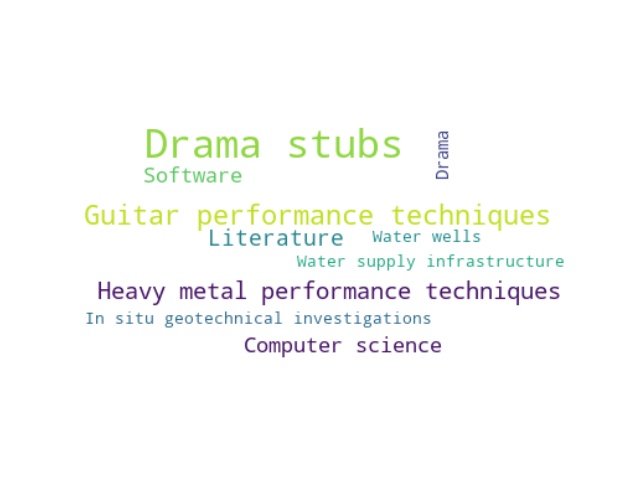 Drama stubs
Drama
Software
Guitar performance techniques
Literature
Water wells
Water supply infrastructure
Heavy metal performance techniques
In situ geotechnical investigations
Computer science